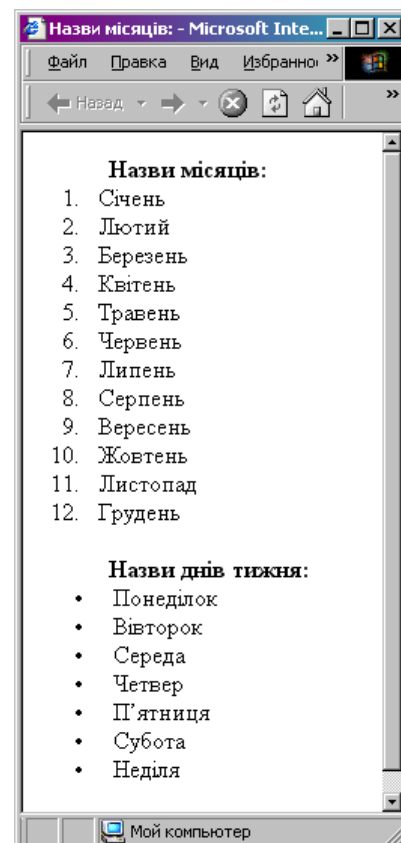 Назви місяців: - Microsoft Inte...
Файл Правка Вид Избранно »
Назад »
Назви місяців:
1. Січень
2. Лютий
3. Березень
4. Квітень
5. Травень
6. Червень
7. Липень
8. Серпень
9. Вересень
10. Жовтень
11. Листопад
12. Грудень
Назви днів тижня:
• Понеділок
• Вівторок
• Середа
• Четвер
• П'ятниця
• Субота
• Неділя
Мой компьютер